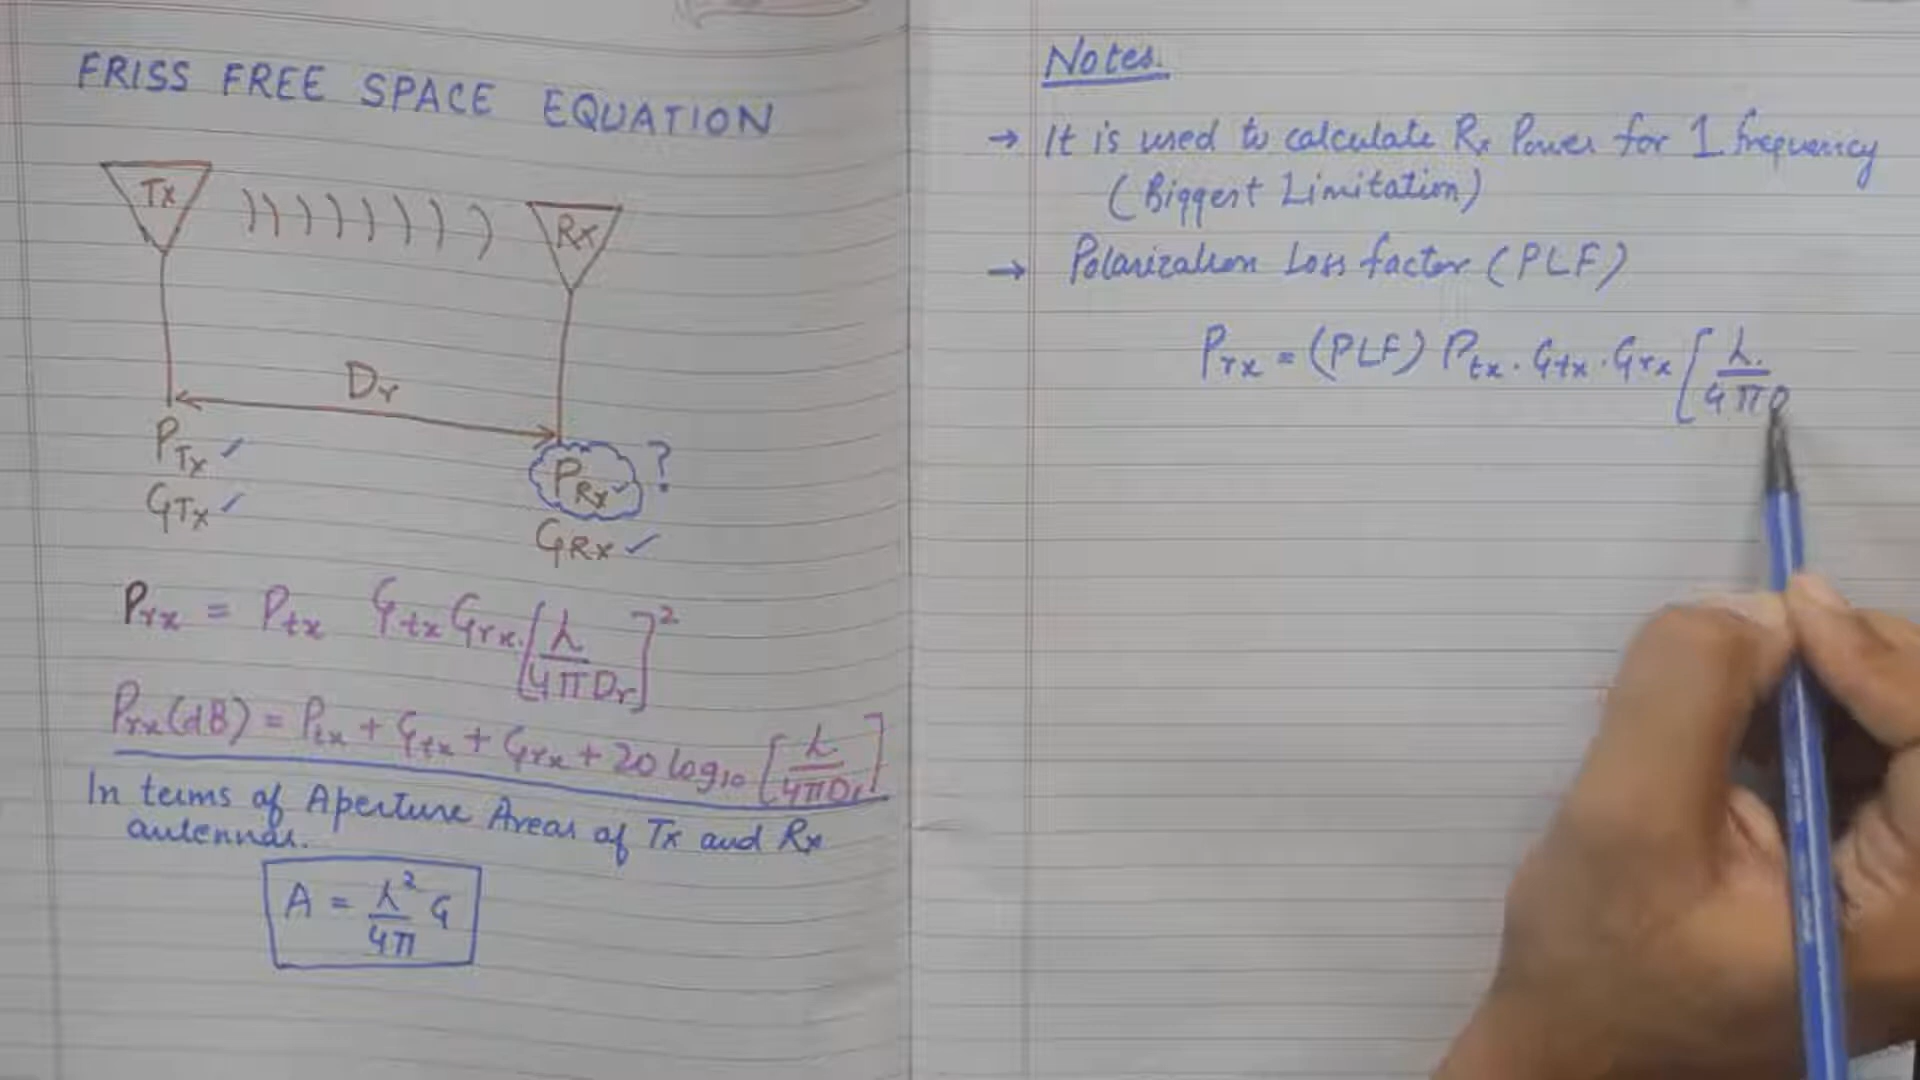 FRISS FREE SPACE EQUATION
Tx
Rx
Dr
PTx ✓
GTx ✓
PRx ?
GRx ✓
Prx = Ptx Gtx Grx. [λ / 4πDr]²
Prx(dB) = Ptx + Gtx + Grx + 20 log10 [λ / 4πDr]
In terms of Aperture Areas of Tx and Rx
antennas.
A = λ² / 4π G
Notes.
→ It is used to calculate Rx Power for 1 frequency
(Biggest Limitation)
→ Polarization Loss factor (PLF)
Prx = (PLF) Ptx . Gtx . Grx [λ / 4πD